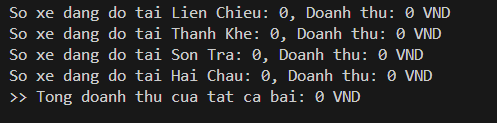 So xe dang do tai Lien Chieu: 0, Doanh thu: 0 VND
So xe dang do tai Thanh Khe: 0, Doanh thu: 0 VND
So xe dang do tai Son Tra: 0, Doanh thu: 0 VND
So xe dang do tai Hai Chau: 0, Doanh thu: 0 VND
>> Tong doanh thu cua tat ca bai: 0 VND